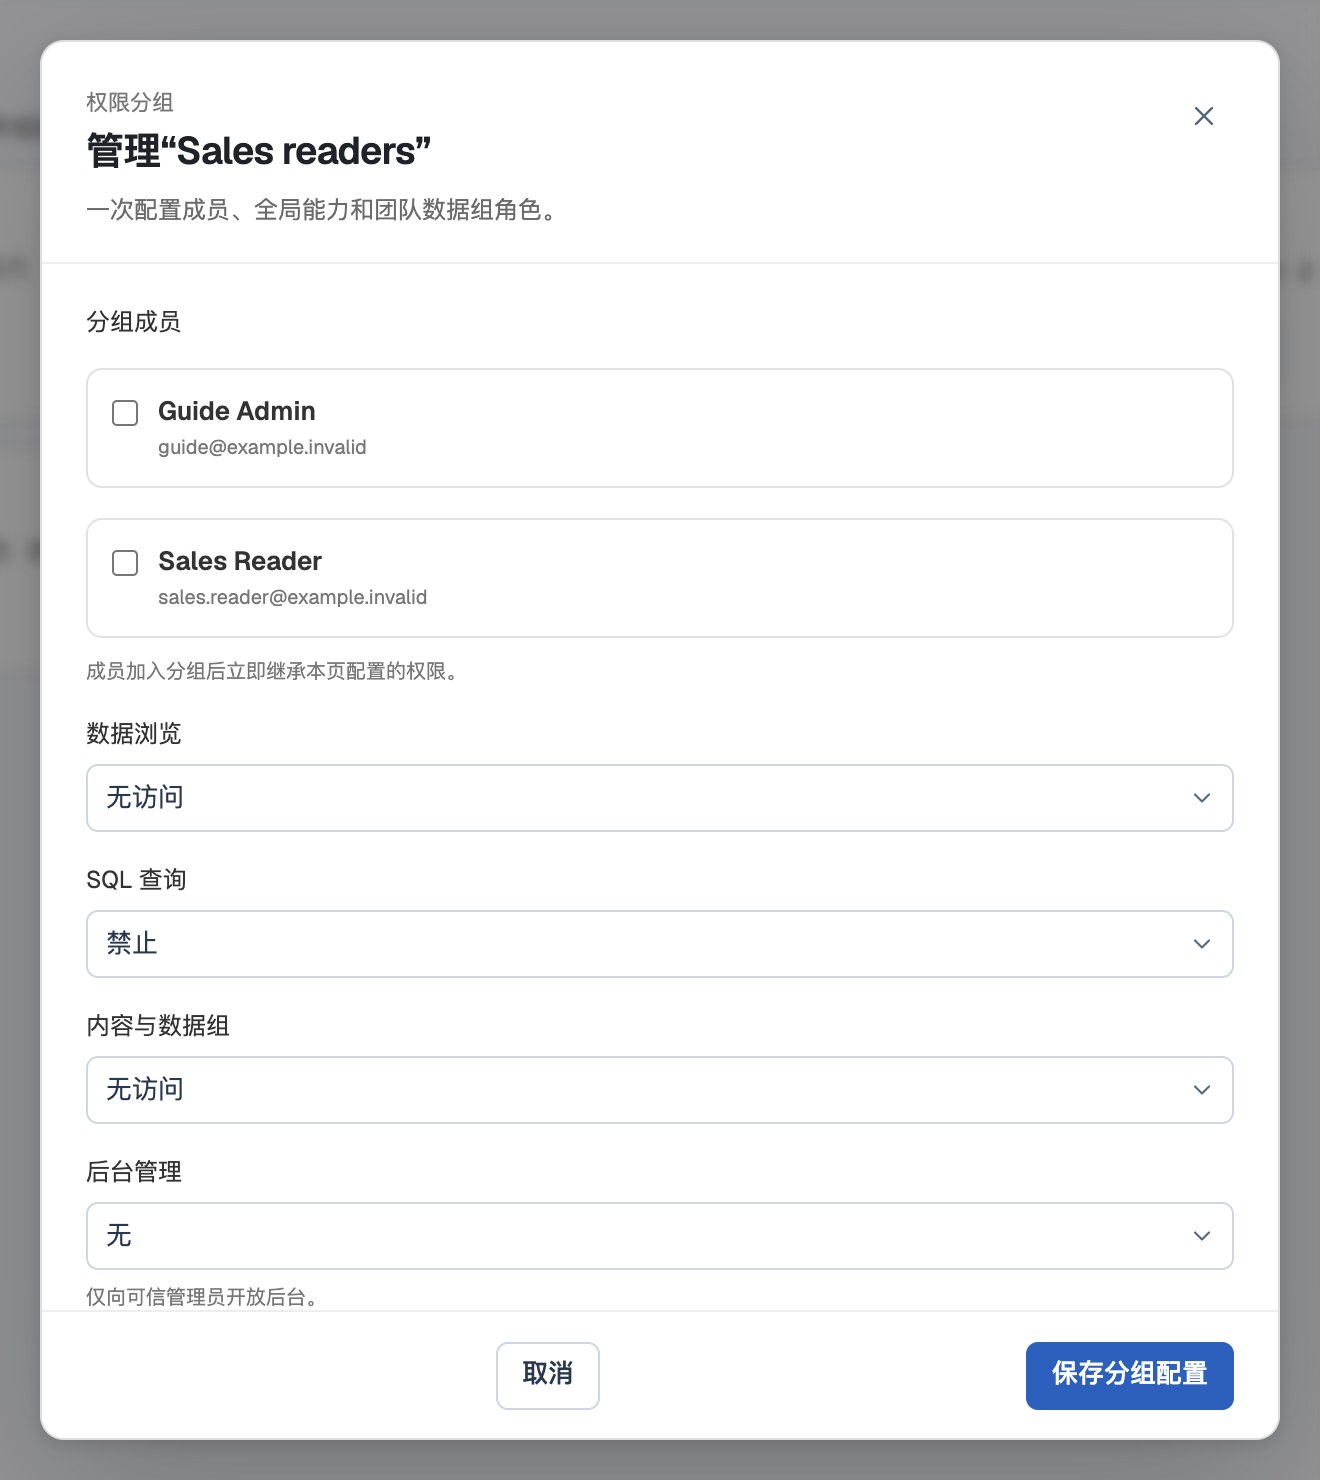 权限分组
管理“Sales readers”
一次配置成员、全局能力和团队数据组角色。
分组成员
Guide Admin
guide@example.invalid
Sales Reader
sales.reader@example.invalid
成员加入分组后立即继承本页配置的权限。
数据浏览
无访问
SQL 查询
禁止
内容与数据组
无访问
后台管理
无
仅向可信管理员开放后台。
取消
保存分组配置